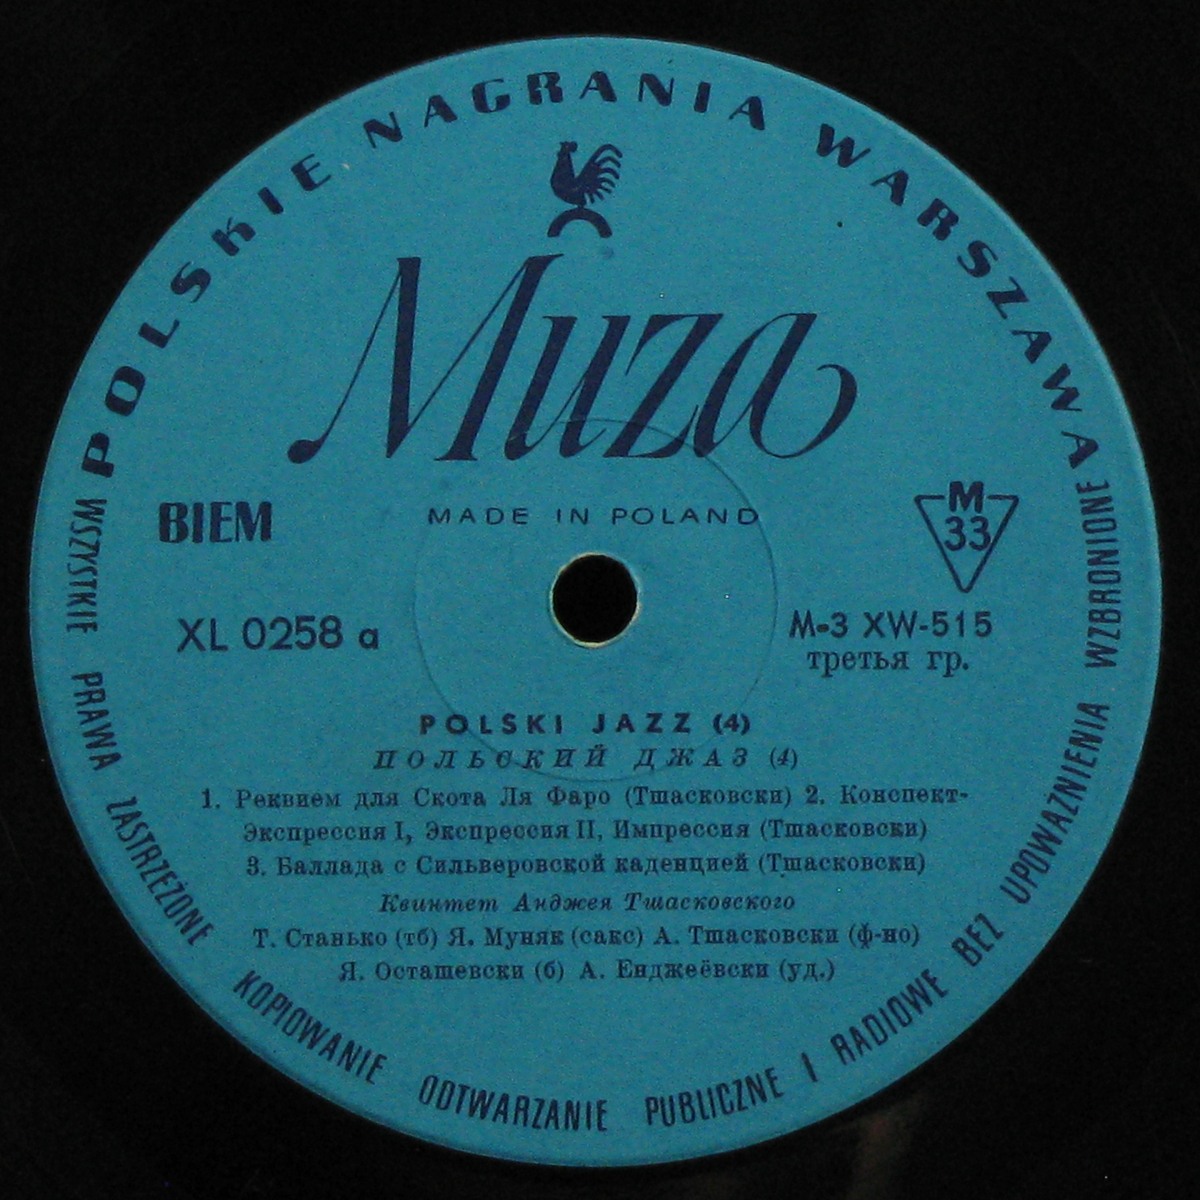 POLSKIE NAGRANIA WARSZAWA
Muza
MADE IN POLAND
BIEM
M
33
XL 0258 a
M-3 XW-515
третья гр.
POLSKI JAZZ (4)
ПОЛЬСКИЙ ДЖАЗ (4)
1. Реквием для Скота Ля Фаро (Тшасковски) 2. Конспект-
Экспрессия I, Экспрессия II, Импрессия (Тшасковски)
3. Баллада с Сильверовской каденцией (Тшасковски)
Квинтет Анджея Тшасковского
Т. Станько (тб) Я. Муняк (сакс) А. Тшасковски (ф-но)
Я. Осташевски (б) А. Енджеёвски (уд.)
WSZYSTKIE PRAWA ZASTRZEŻONE KOPIOWANIE ODTWARZANIE PUBLICZNE I RADIOWE BEZ UPOWAZNIENIA WZBRONIONE